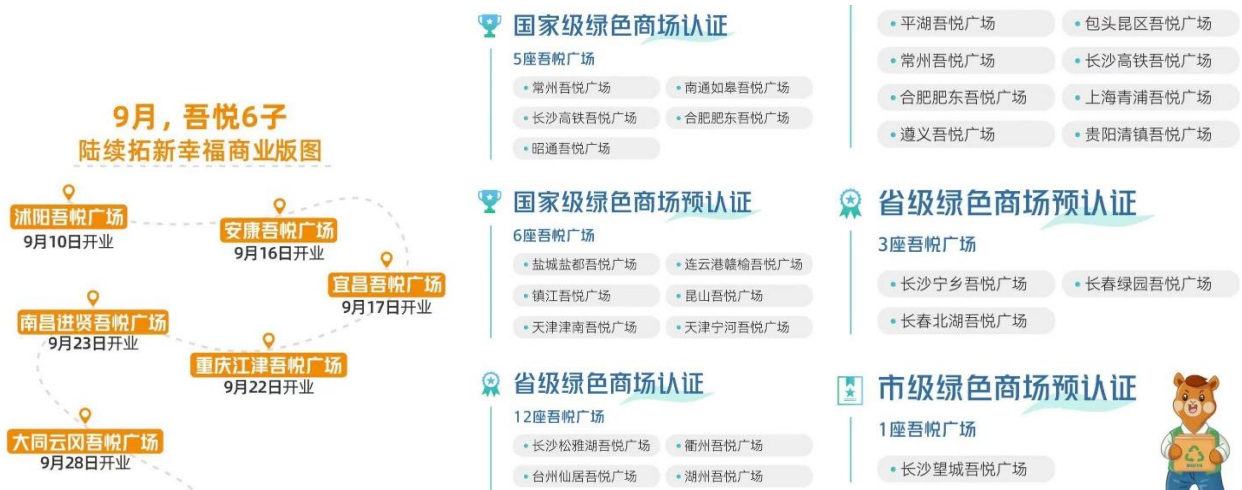 9月，吾悦6子
陆续拓新幸福商业版图
沭阳吾悦广场
9月10日开业
安康吾悦广场
9月16日开业
宜昌吾悦广场
9月17日开业
南昌进贤吾悦广场
9月23日开业
重庆江津吾悦广场
9月22日开业
大同云冈吾悦广场
9月28日开业
国家级绿色商场认证
5座吾悦广场
•常州吾悦广场
•南通如皋吾悦广场
•长沙高铁吾悦广场
•合肥肥东吾悦广场
•昭通吾悦广场
国家级绿色商场预认证
6座吾悦广场
•盐城盐都吾悦广场
•连云港赣榆吾悦广场
•镇江吾悦广场
•昆山吾悦广场
•天津津南吾悦广场
•天津宁河吾悦广场
省级绿色商场认证
12座吾悦广场
•长沙松雅湖吾悦广场
•衢州吾悦广场
•台州仙居吾悦广场
•湖州吾悦广场
•平湖吾悦广场
•包头昆区吾悦广场
•常州吾悦广场
•长沙高铁吾悦广场
•合肥肥东吾悦广场
•上海青浦吾悦广场
•遵义吾悦广场
•贵阳清镇吾悦广场
省级绿色商场预认证
3座吾悦广场
•长沙宁乡吾悦广场
•长春绿园吾悦广场
•长春北湖吾悦广场
市级绿色商场预认证
1座吾悦广场
•长沙望城吾悦广场